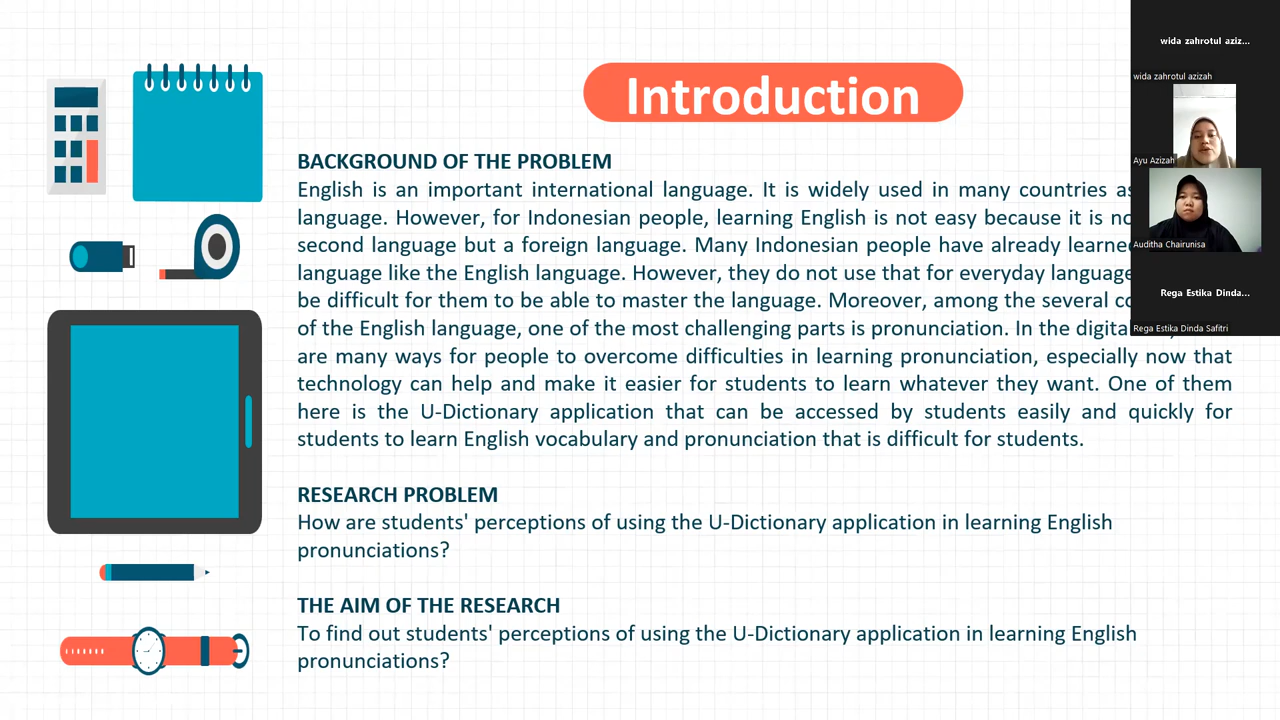 Introduction
BACKGROUND OF THE PROBLEM
English is an important international language. It is widely used in many countries as
language. However, for Indonesian people, learning English is not easy because it is
second language but a foreign language. Many Indonesian people have already learned
language like the English language. However, they do not use that for everyday language
be difficult for them to be able to master the language. Moreover, among the several
of the English language, one of the most challenging parts is pronunciation. In the digital
are many ways for people to overcome difficulties in learning pronunciation, especially now that
technology can help and make it easier for students to learn whatever they want. One of them
here is the U-Dictionary application that can be accessed by students easily and quickly for
students to learn English vocabulary and pronunciation that is difficult for students.
RESEARCH PROBLEM
How are students' perceptions of using the U-Dictionary application in learning English
pronunciations?
THE AIM OF THE RESEARCH
To find out students' perceptions of using the U-Dictionary application in learning English
pronunciations?
wida zahrotul aziz...
wida zahrotul azizah
Ayu Azizah
Auditha Chairunisa
Rega Estika Dinda...
Rega Estika Dinda Safitri